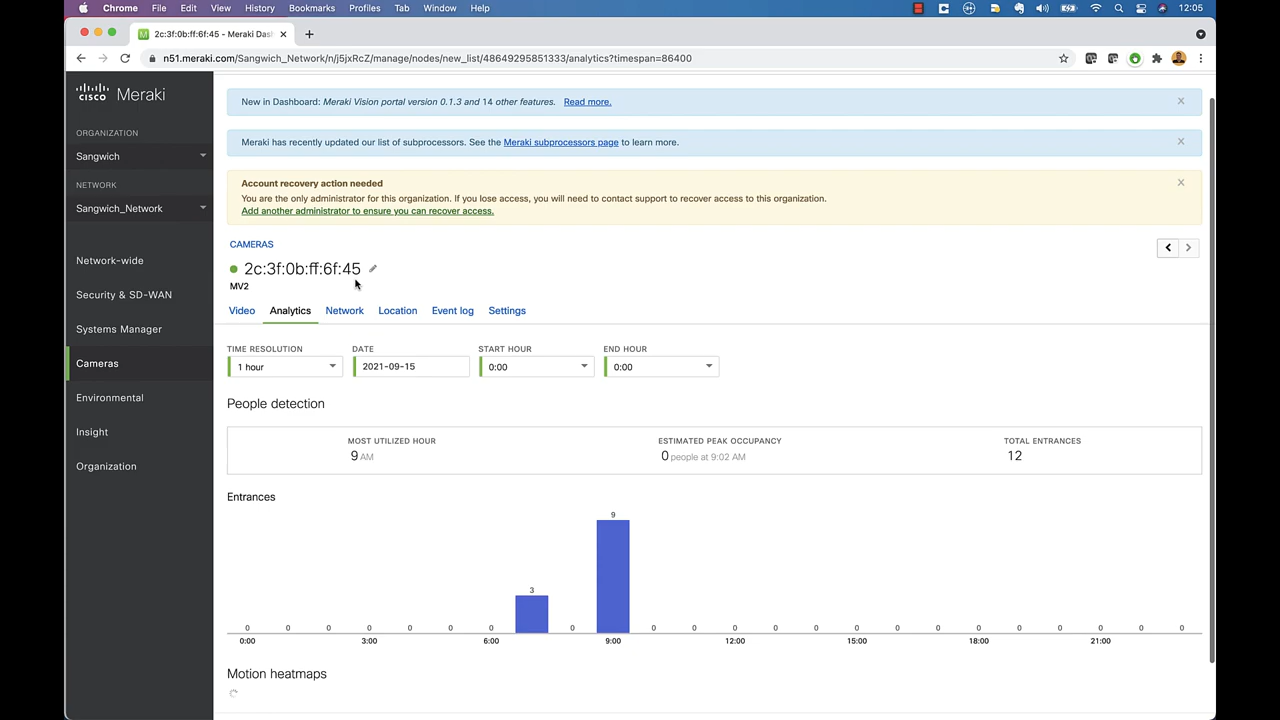 Chrome File Edit View History Bookmarks Profiles Tab Window Help 12:05
2c:3f:0b:ff:6f:45 - Meraki Das
n51.meraki.com/Sangwich_Network/n/j5jxRcZ/manage/nodes/new_list/48649295851333/analytics?timespan=86400
CISCO Meraki
New in Dashboard: Meraki Vision portal version 0.1.3 and 14 other features. Read more.
Meraki has recently updated our list of subprocessors. See the Meraki subprocessors page to learn more.
Account recovery action needed
You are the only administrator for this organization. If you lose access, you will need to contact support to recover access to this organization.
Add another administrator to ensure you can recover access.
ORGANIZATION
Sangwich
NETWORK
Sangwich_Network
Network-wide
Security & SD-WAN
Systems Manager
Cameras
Environmental
Insight
Organization
CAMERAS
2c:3f:0b:ff:6f:45
MV2
Video Analytics Network Location Event log Settings
TIME RESOLUTION DATE START HOUR END HOUR
1 hour 2021-09-15 0:00 0:00
People detection
MOST UTILIZED HOUR ESTIMATED PEAK OCCUPANCY TOTAL ENTRANCES
9 AM 0 people at 9:02 AM 12
Entrances
9
3
0 0 0 0 0 0 0 0 0 0 0 0 0 0 0 0 0 0 0 0 0 0
0:00 3:00 6:00 9:00 12:00 15:00 18:00 21:00
Motion heatmaps